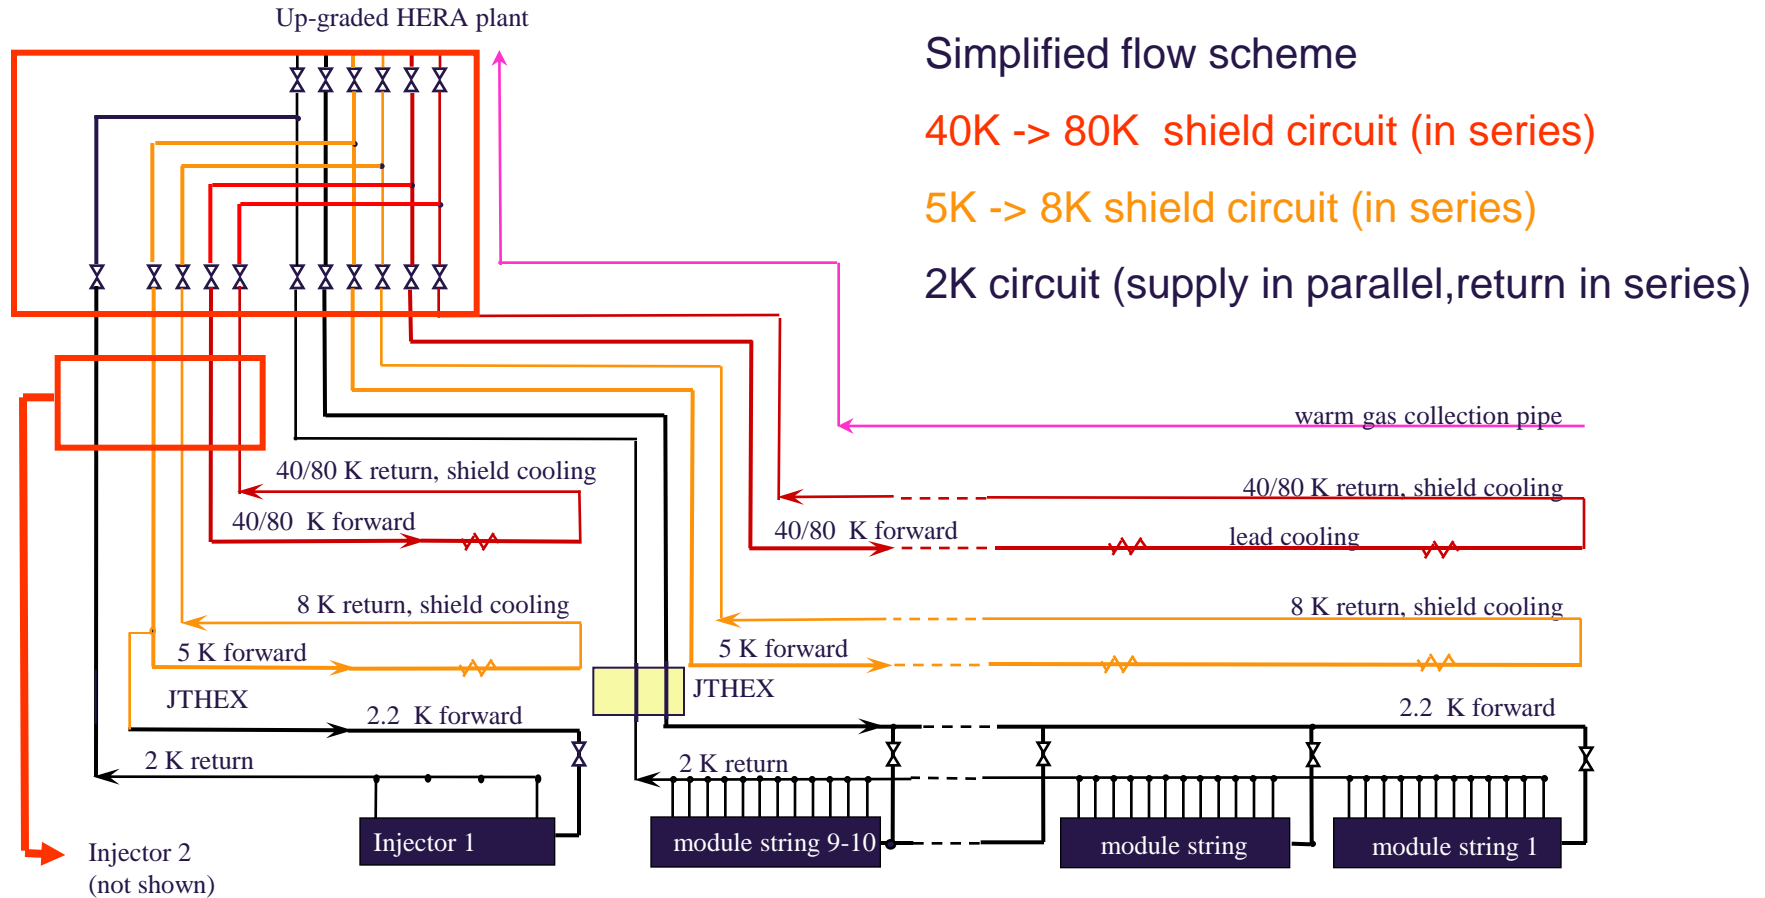 Up-graded HERA plant
Simplified flow scheme
40K -> 80K  shield circuit (in series)
5K -> 8K shield circuit (in series)
2K circuit (supply in parallel,return in series)
warm gas collection pipe
40/80 K return, shield cooling
40/80  K forward
40/80 K return, shield cooling
40/80  K forward
lead cooling
8 K return, shield cooling
5 K forward
8 K return, shield cooling
5 K forward
JTHEX
JTHEX
2.2  K forward
2.2  K forward
2 K return
2 K return
Injector 1
module string 9-10
module string
module string 1
Injector 2
(not shown)